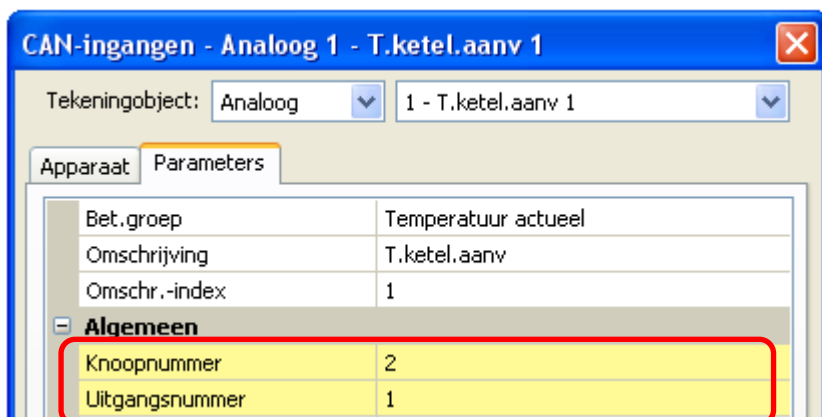 CAN-ingangen - Analoog 1 - T.ketel.aanv 1
Tekeningobject: Analoog 1 - T.ketel.aanv 1
Apparaat Parameters
Bet.groep Temperatuur actueel
Omschrijving T.ketel.aanv
Omschr.-index 1
Algemeen
Knoopnummer 2
Uitgangsnummer 1